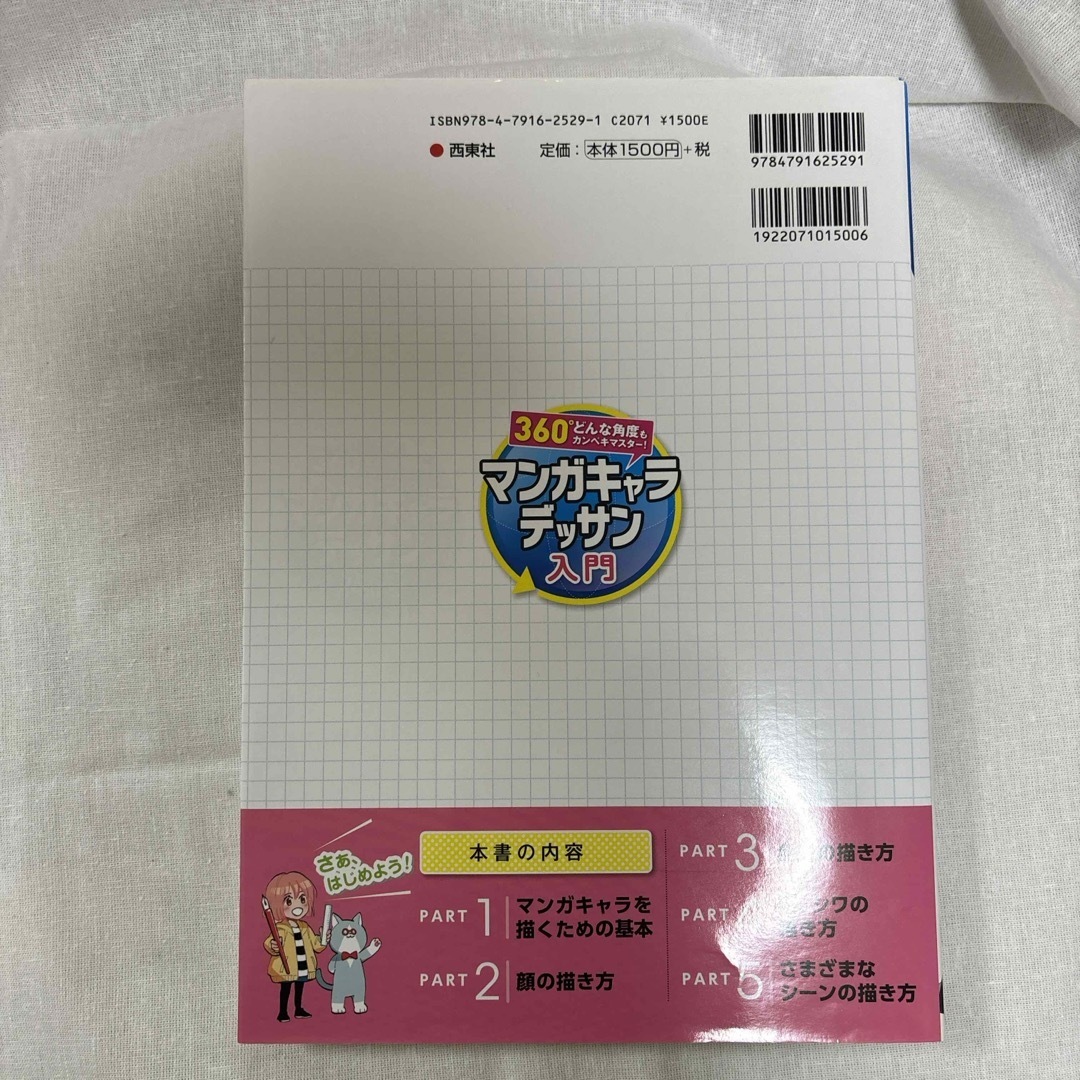 ISBN978-4-7916-2529-1 C2071 ¥1500E
西東社 定価：本体1500円+税
9784791625291
1922071015006
360°どんな角度も
カンペキマスター！
マンガキャラ
デッサン
入門
さあ、
はじめよう！
本書の内容
PART 1 マンガキャラを
描くための基本
PART 2 顔の描き方
PART 3 の描き方
PART ワの
き方
PART 5 さまざまな
シーンの描き方